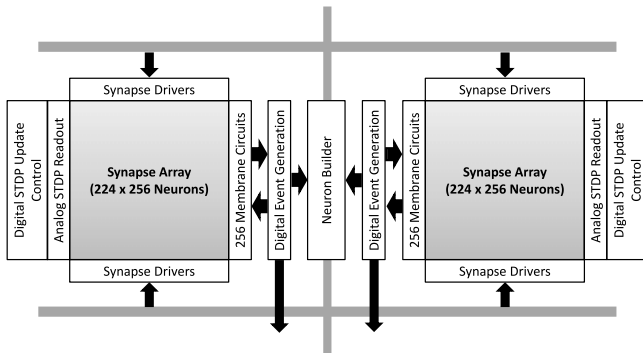 Synapse Drivers
Digital STDP Update
Control
Analog STDP Readout
Synapse Array
(224 x 256 Neurons)
256 Membrane Circuits
Digital Event Generation
Synapse Drivers
Neuron Builder
Synapse Drivers
Digital Event Generation
256 Membrane Circuits
Synapse Array
(224 x 256 Neurons)
Analog STDP Readout
Digital STDP Update
Control
Synapse Drivers